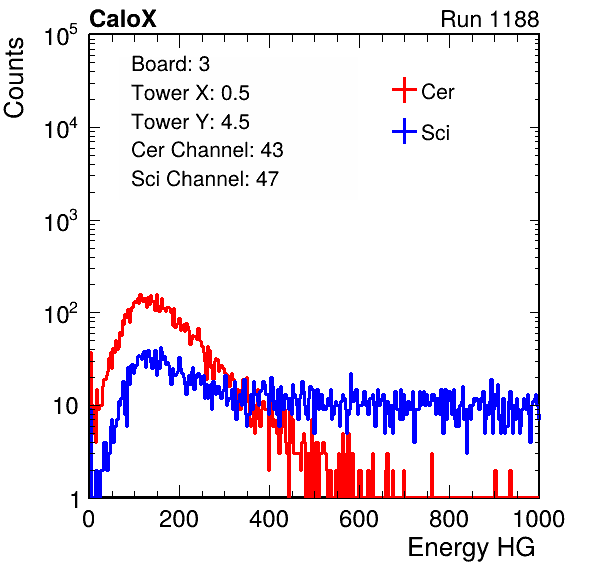 CaloX Run 1188
Counts
Board: 3
Tower X: 0.5
Tower Y: 4.5
Cer Channel: 43
Sci Channel: 47
Cer
Sci
10^5
10^4
10^3
10^2
10
1
0 200 400 600 800 1000
Energy HG